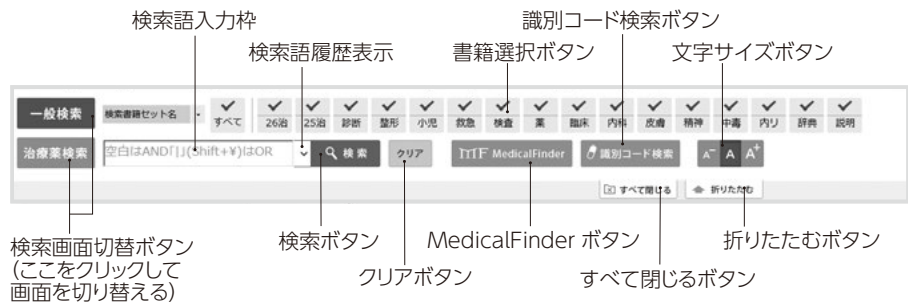 検索語入力枠
識別コード検索ボタン
検索語履歴表示
書籍選択ボタン
文字サイズボタン
一般検索
検索書籍セット名
すべて
26治
25治
診断
整形
小児
救急
検査
薬
臨床
内科
皮膚
精神
中毒
内リ
辞典
説明
治療薬検索
空白はAND「|」(Shift+¥)はOR
検索
クリア
mf MedicalFinder
識別コード検索
A- A A+
すべて閉じる
折りたたむ
検索画面切替ボタン
(ここをクリックして
画面を切り替える)
検索ボタン
MedicalFinder ボタン
折りたたむボタン
クリアボタン
すべて閉じるボタン